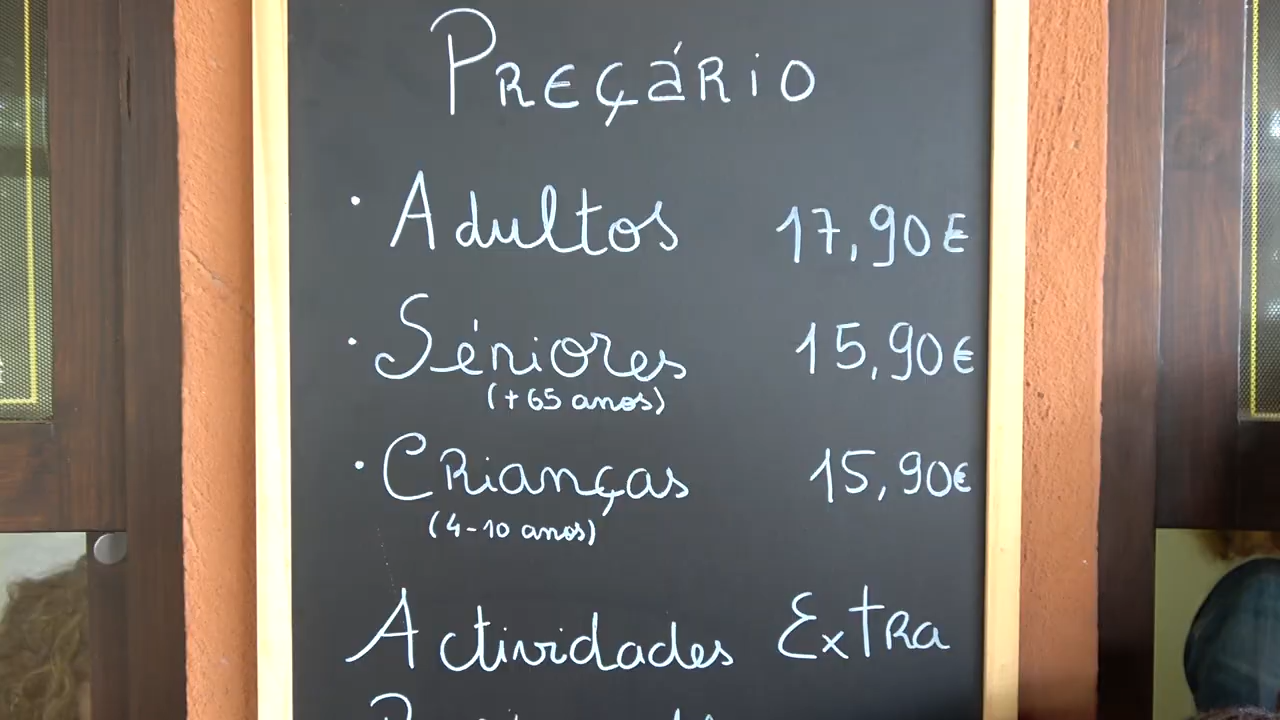 Preçário
· Adultos 17,90€
· Séniores 15,90€
(+65 anos)
· Crianças 15,90€
(4-10 anos)
Actividades Extra